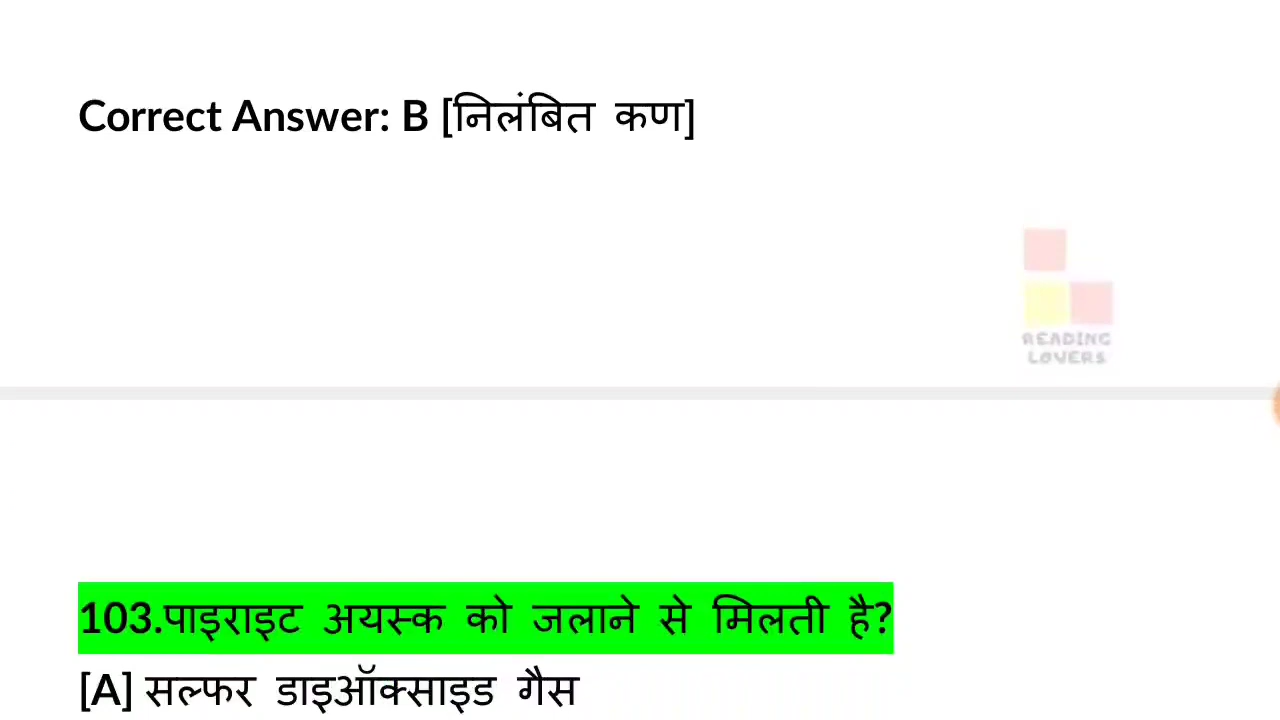 Correct Answer: B [निलंबित कण]
READING
LOVERS
103.पाइराइट अयस्क को जलाने से मिलती है?
[A] सल्फर डाइऑक्साइड गैस